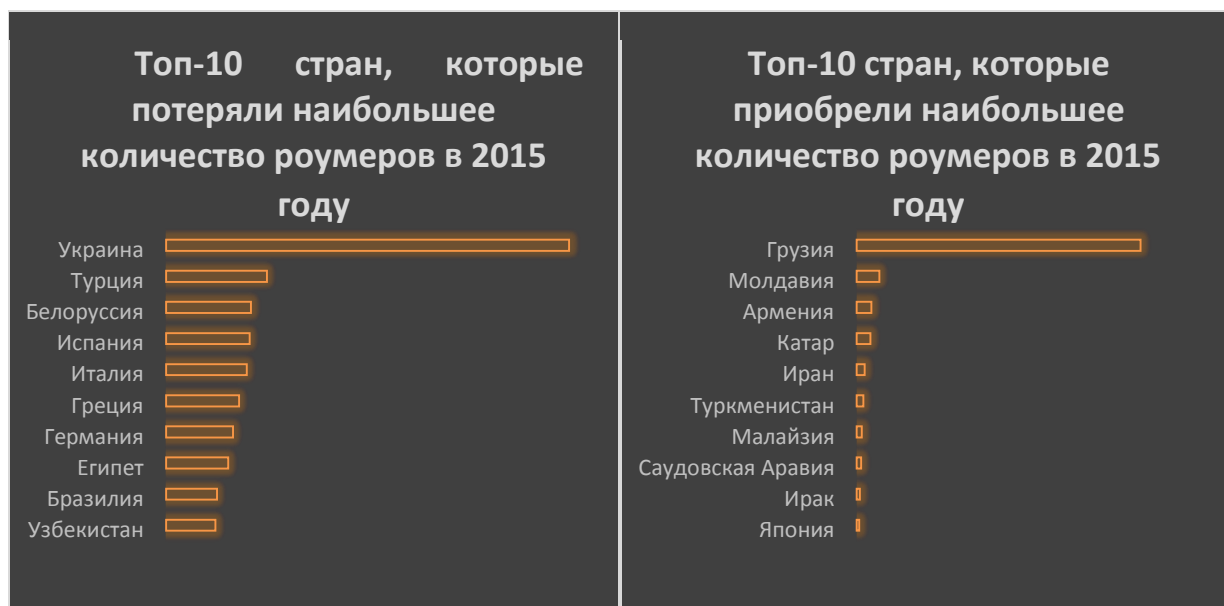 Топ-10 стран, которые
потеряли наибольшее
количество роумеров в 2015
году
Украина
Турция
Белоруссия
Испания
Италия
Греция
Германия
Египет
Бразилия
Узбекистан
Топ-10 стран, которые
приобрели наибольшее
количество роумеров в 2015
году
Грузия
Молдавия
Армения
Катар
Иран
Туркменистан
Малайзия
Саудовская Аравия
Ирак
Япония